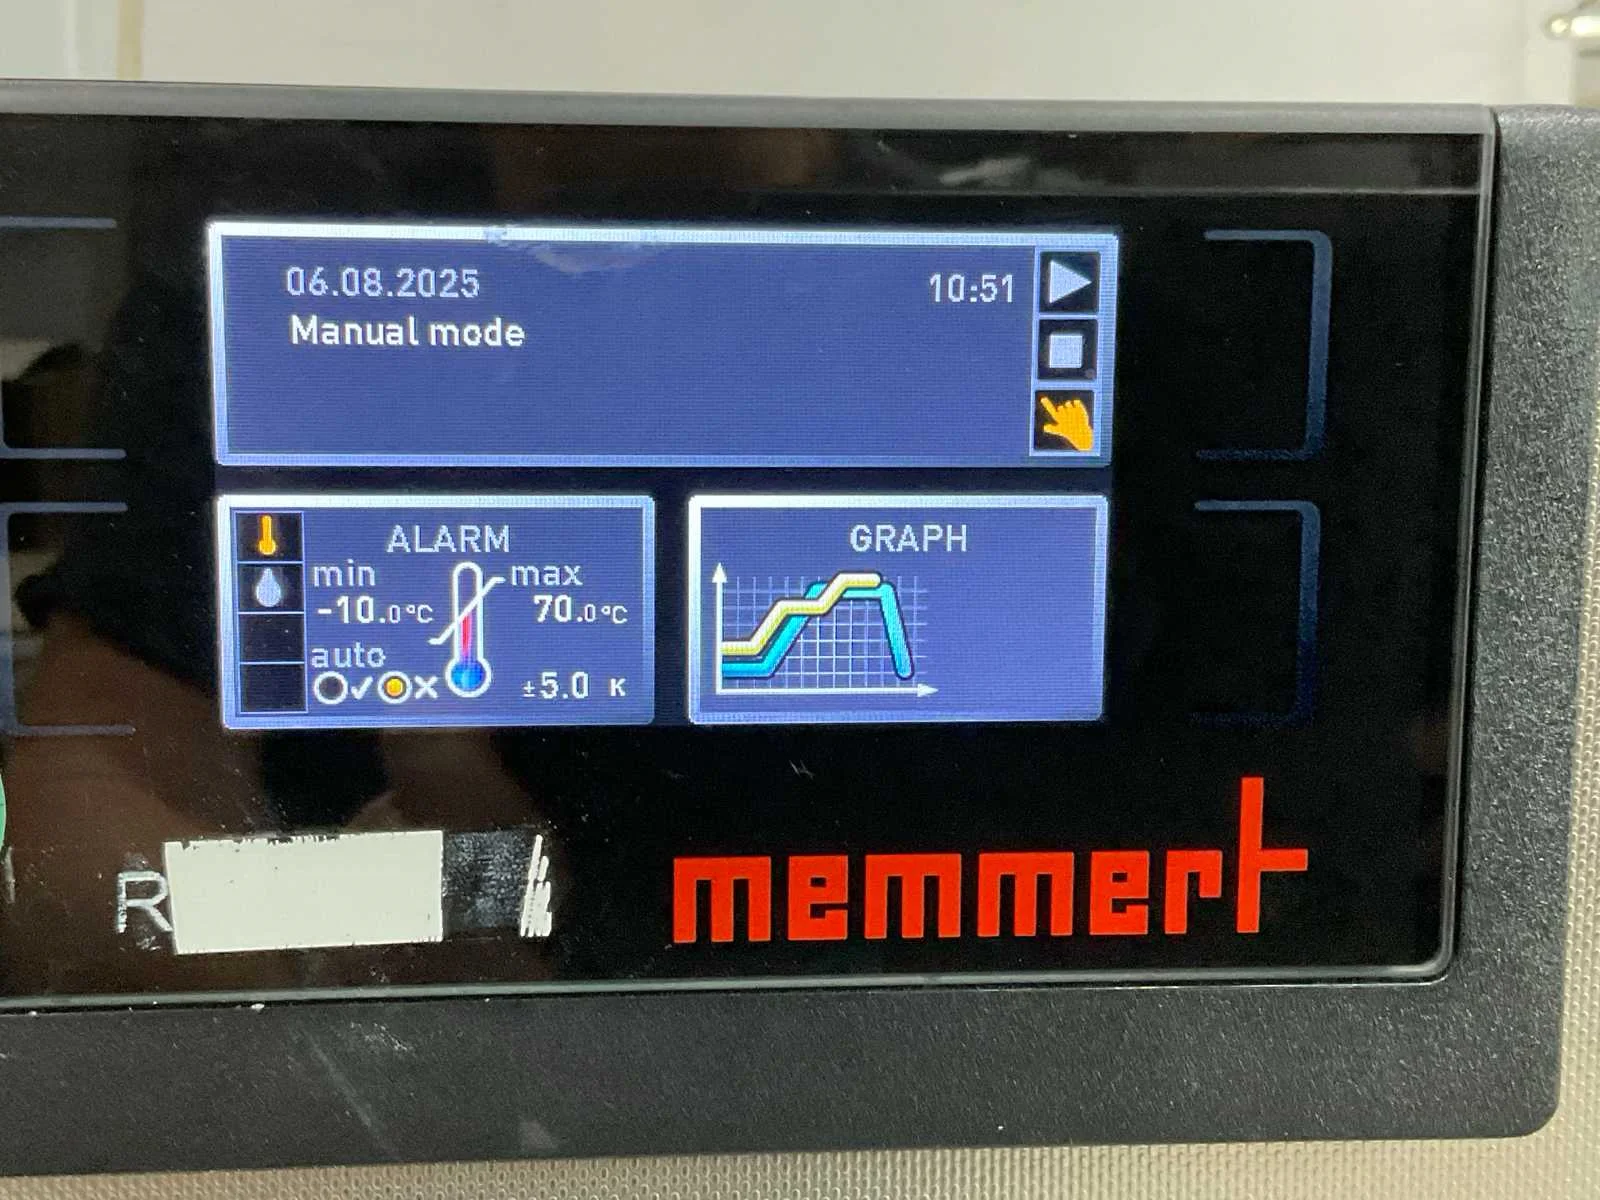 06.08.2025 10:51
Manual mode
ALARM
min max
-10.0°C 70.0°C
auto
±5.0 K
GRAPH
R
memmert